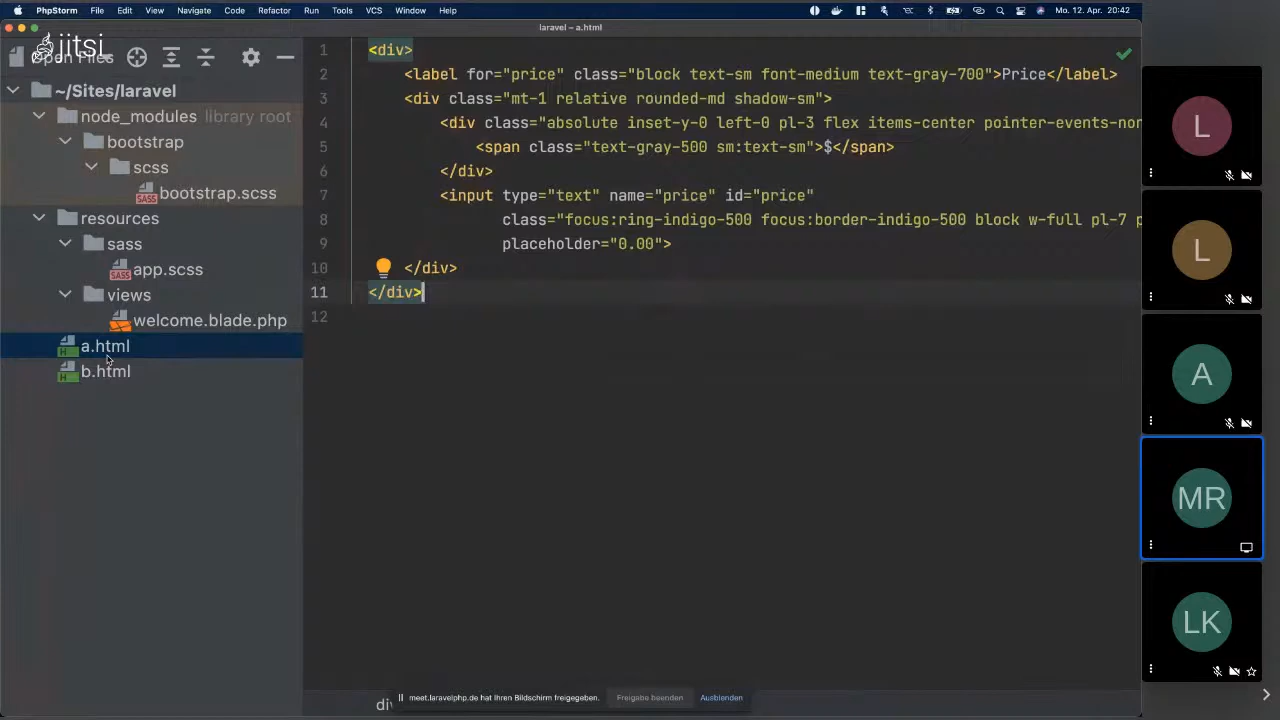 PhpStorm File Edit View Navigate Code Refactor Run Tools VCS Window Help Mo. 12. Apr. 20:42
laravel – a.html
jitsi
Open Files
~/Sites/laravel
node_modules library root
bootstrap
scss
bootstrap.scss
resources
sass
app.scss
views
welcome.blade.php
a.html
b.html
1 <div>
2 <label for="price" class="block text-sm font-medium text-gray-700">Price</label>
3 <div class="mt-1 relative rounded-md shadow-sm">
4 <div class="absolute inset-y-0 left-0 pl-3 flex items-center pointer-events-non
5 <span class="text-gray-500 sm:text-sm">$</span>
6 </div>
7 <input type="text" name="price" id="price"
8 class="focus:ring-indigo-500 focus:border-indigo-500 block w-full pl-7 p
9 placeholder="0.00">
10 </div>
11 </div>
12
div
meet.laravelphp.de hat Ihren Bildschirm freigegeben. Freigabe beenden Ausblenden
L
L
A
MR
LK